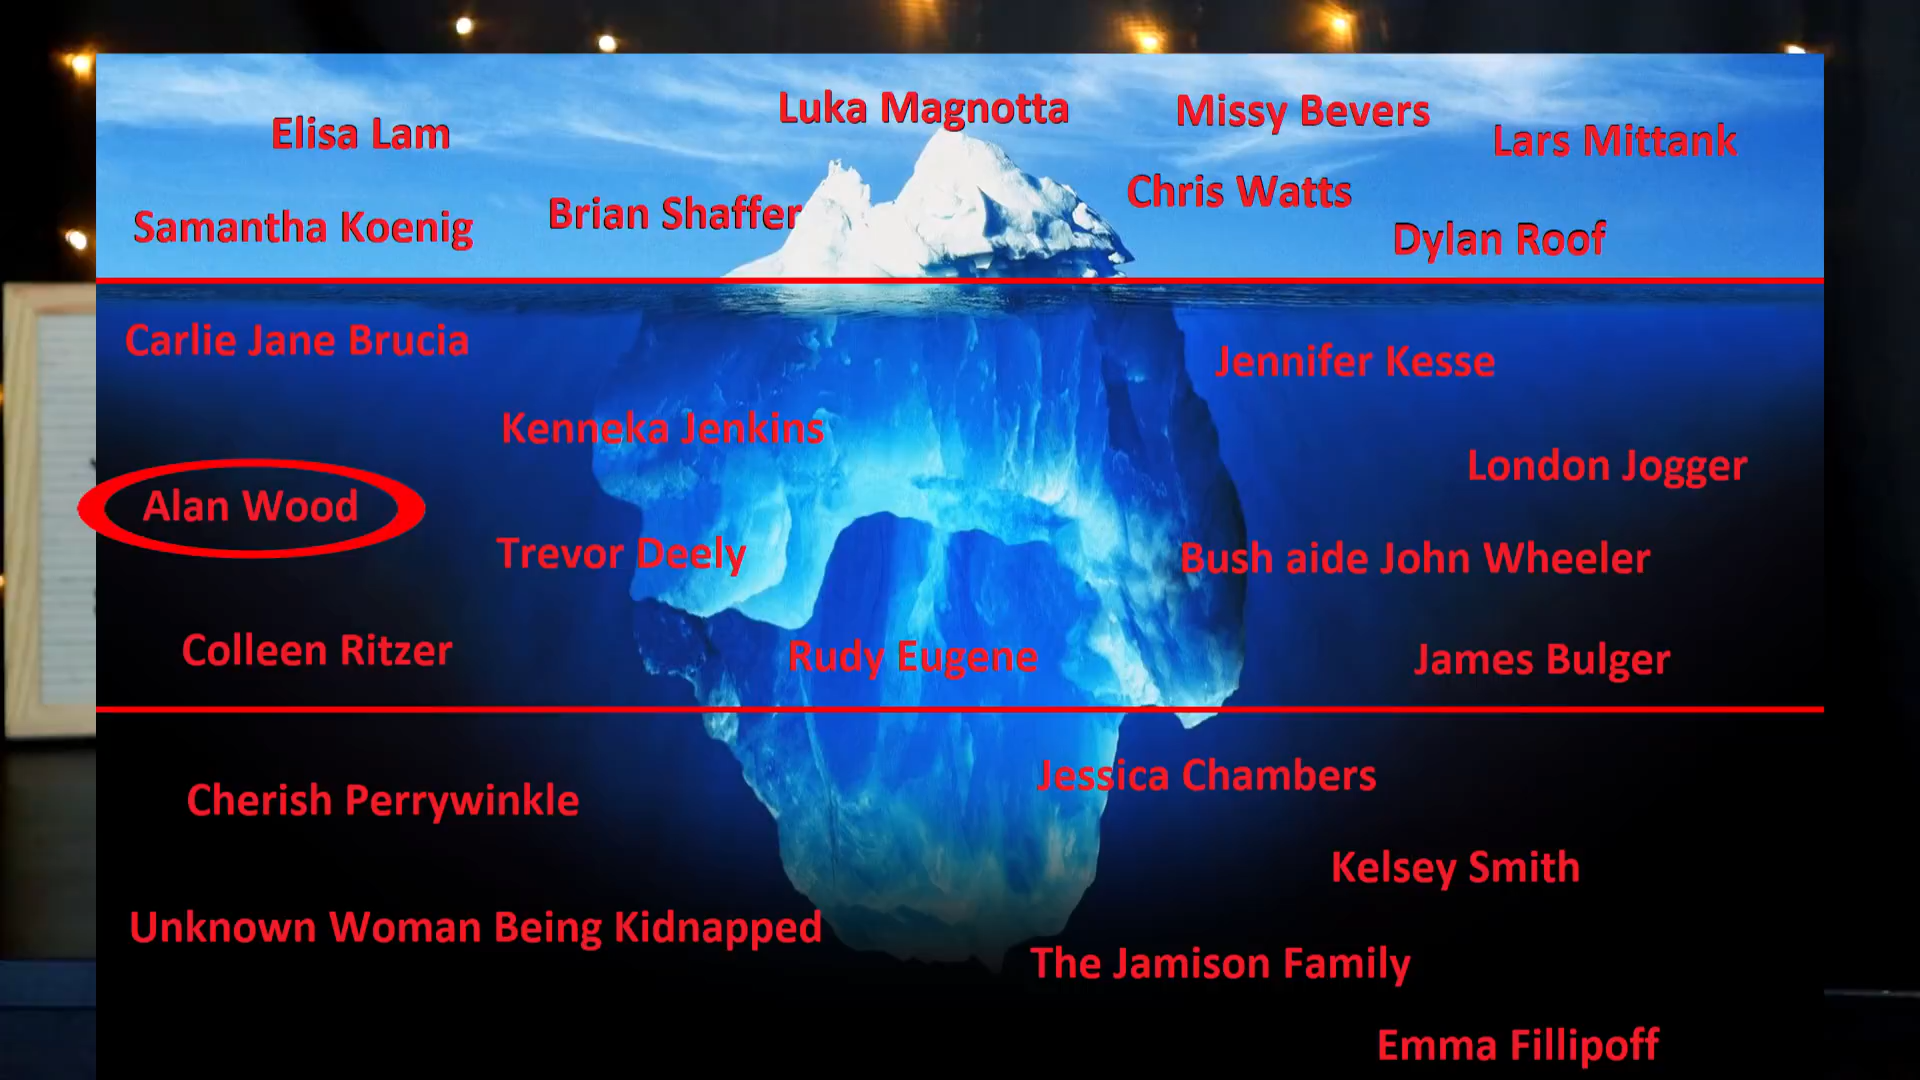 Luka Magnotta
Missy Bevers
Elisa Lam
Lars Mittank
Chris Watts
Brian Shaffer
Samantha Koenig
Dylan Roof
Carlie Jane Brucia
Jennifer Kesse
Kenneka Jenkins
London Jogger
Alan Wood
Trevor Deely
Bush aide John Wheeler
Colleen Ritzer
Rudy Eugene
James Bulger
Jessica Chambers
Cherish Perrywinkle
Kelsey Smith
Unknown Woman Being Kidnapped
The Jamison Family
Emma Fillipoff